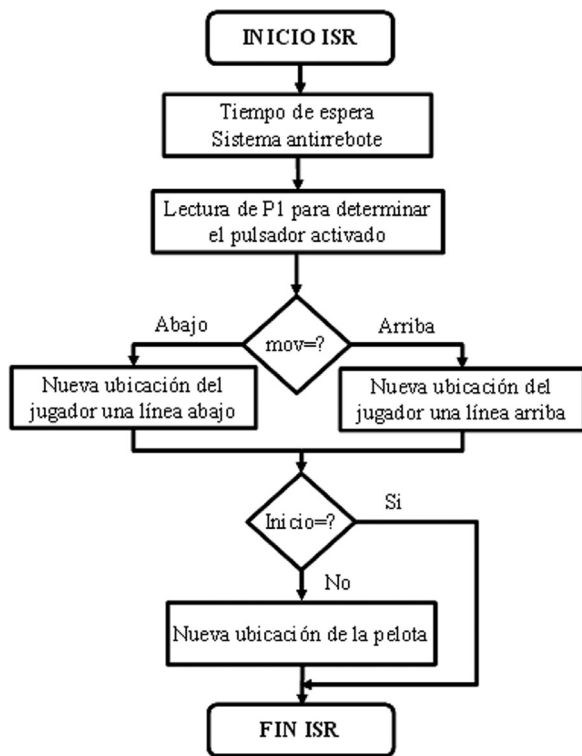 INICIO ISR
Tiempo de espera
Sistema antirrebote
Lectura de P1 para determinar
el pulsador activado
Abajo
mov=?
Arriba
Nueva ubicación del
jugador una línea abajo
Nueva ubicación del
jugador una línea arriba
Inicio=?
Si
No
Nueva ubicación de la pelota
FIN ISR